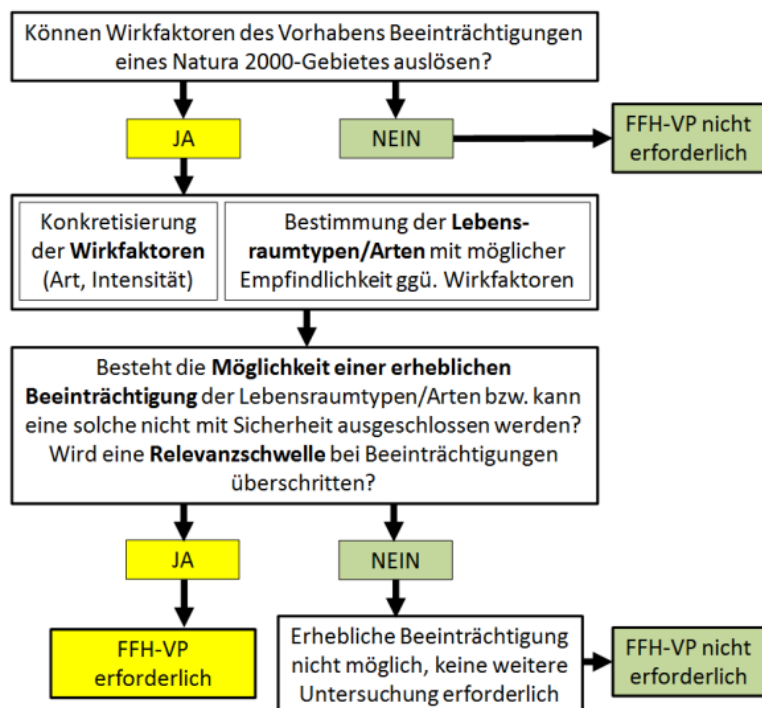 Können Wirkfaktoren des Vorhabens Beeinträchtigungen
eines Natura 2000-Gebietes auslösen?
JA
NEIN
FFH-VP nicht
erforderlich
Konkretisierung
der Wirkfaktoren
(Art, Intensität)
Bestimmung der Lebens-
raumtypen/Arten mit möglicher
Empfindlichkeit ggü. Wirkfaktoren
Besteht die Möglichkeit einer erheblichen
Beeinträchtigung der Lebensraumtypen/Arten bzw. kann
eine solche nicht mit Sicherheit ausgeschlossen werden?
Wird eine Relevanzschwelle bei Beeinträchtigungen
überschritten?
JA
NEIN
FFH-VP
erforderlich
Erhebliche Beeinträchtigung
nicht möglich, keine weitere
Untersuchung erforderlich
FFH-VP nicht
erforderlich